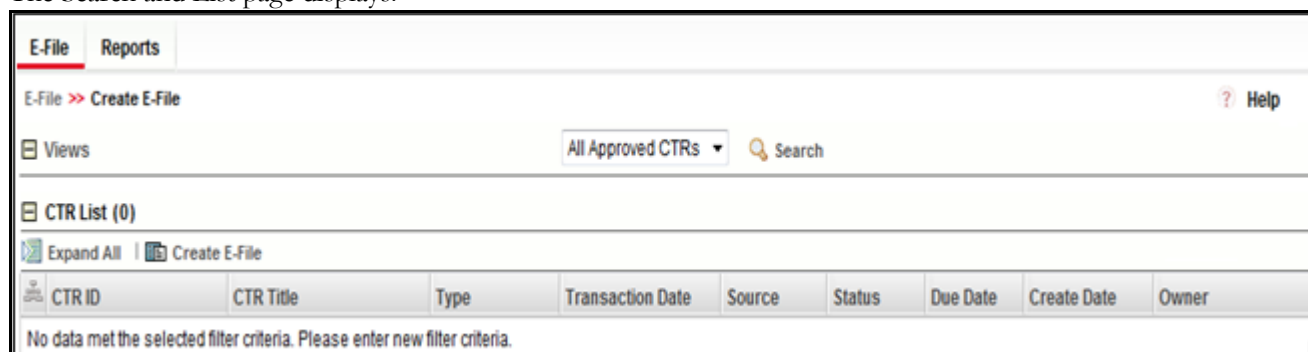 The Search and List page displays.
E-File Reports
E-File >> Create E-File ? Help
Views All Approved CTRs Search
CTR List (0)
Expand All | Create E-File
CTR ID CTR Title Type Transaction Date Source Status Due Date Create Date Owner
No data met the selected filter criteria. Please enter new filter criteria.